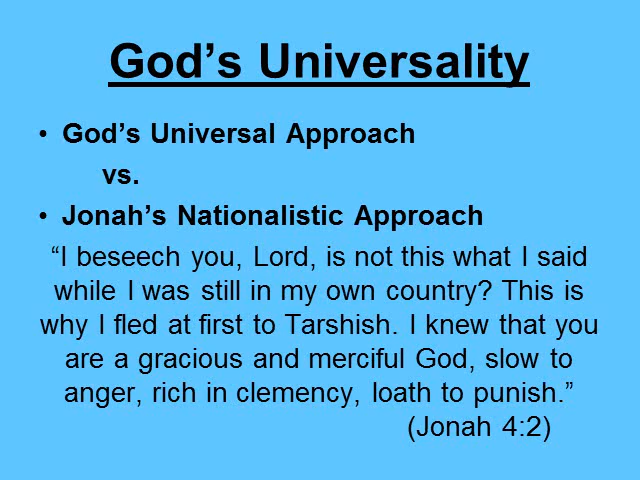 God’s Universality
• God’s Universal Approach
vs.
• Jonah’s Nationalistic Approach
“I beseech you, Lord, is not this what I said
while I was still in my own country? This is
why I fled at first to Tarshish. I knew that you
are a gracious and merciful God, slow to
anger, rich in clemency, loath to punish.”
(Jonah 4:2)